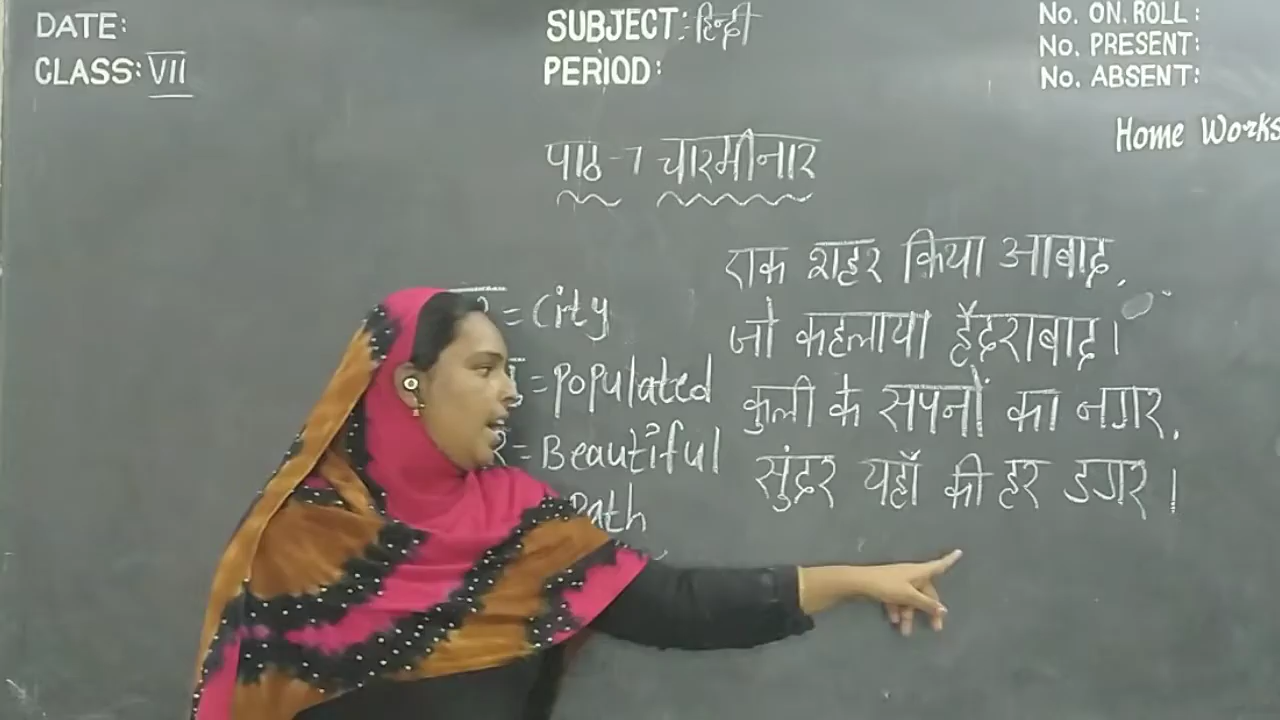 DATE:
CLASS: VII
SUBJECT: हिन्दी
PERIOD:
No. ON. ROLL:
No. PRESENT:
No. ABSENT:
Home Works
पाठ-7 चारमीनार
= City
= Populated
= Beautiful
Path
एक शहर किया आबाद,
जो कहलाया हैदराबाद।
कुली के सपनों का नगर,
सुंदर यहाँ की हर डगर।